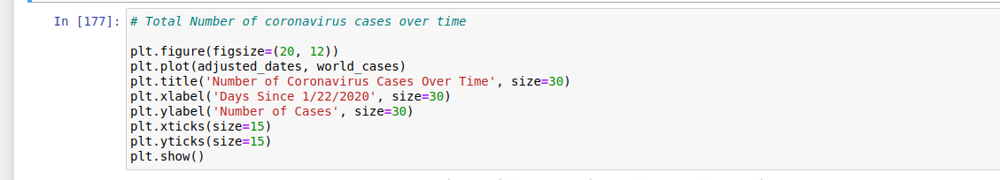 In [177]: # Total Number of coronavirus cases over time
plt.figure(figsize=(20, 12))
plt.plot(adjusted_dates, world_cases)
plt.title('Number of Coronavirus Cases Over Time', size=30)
plt.xlabel('Days Since 1/22/2020', size=30)
plt.ylabel('Number of Cases', size=30)
plt.xticks(size=15)
plt.yticks(size=15)
plt.show()